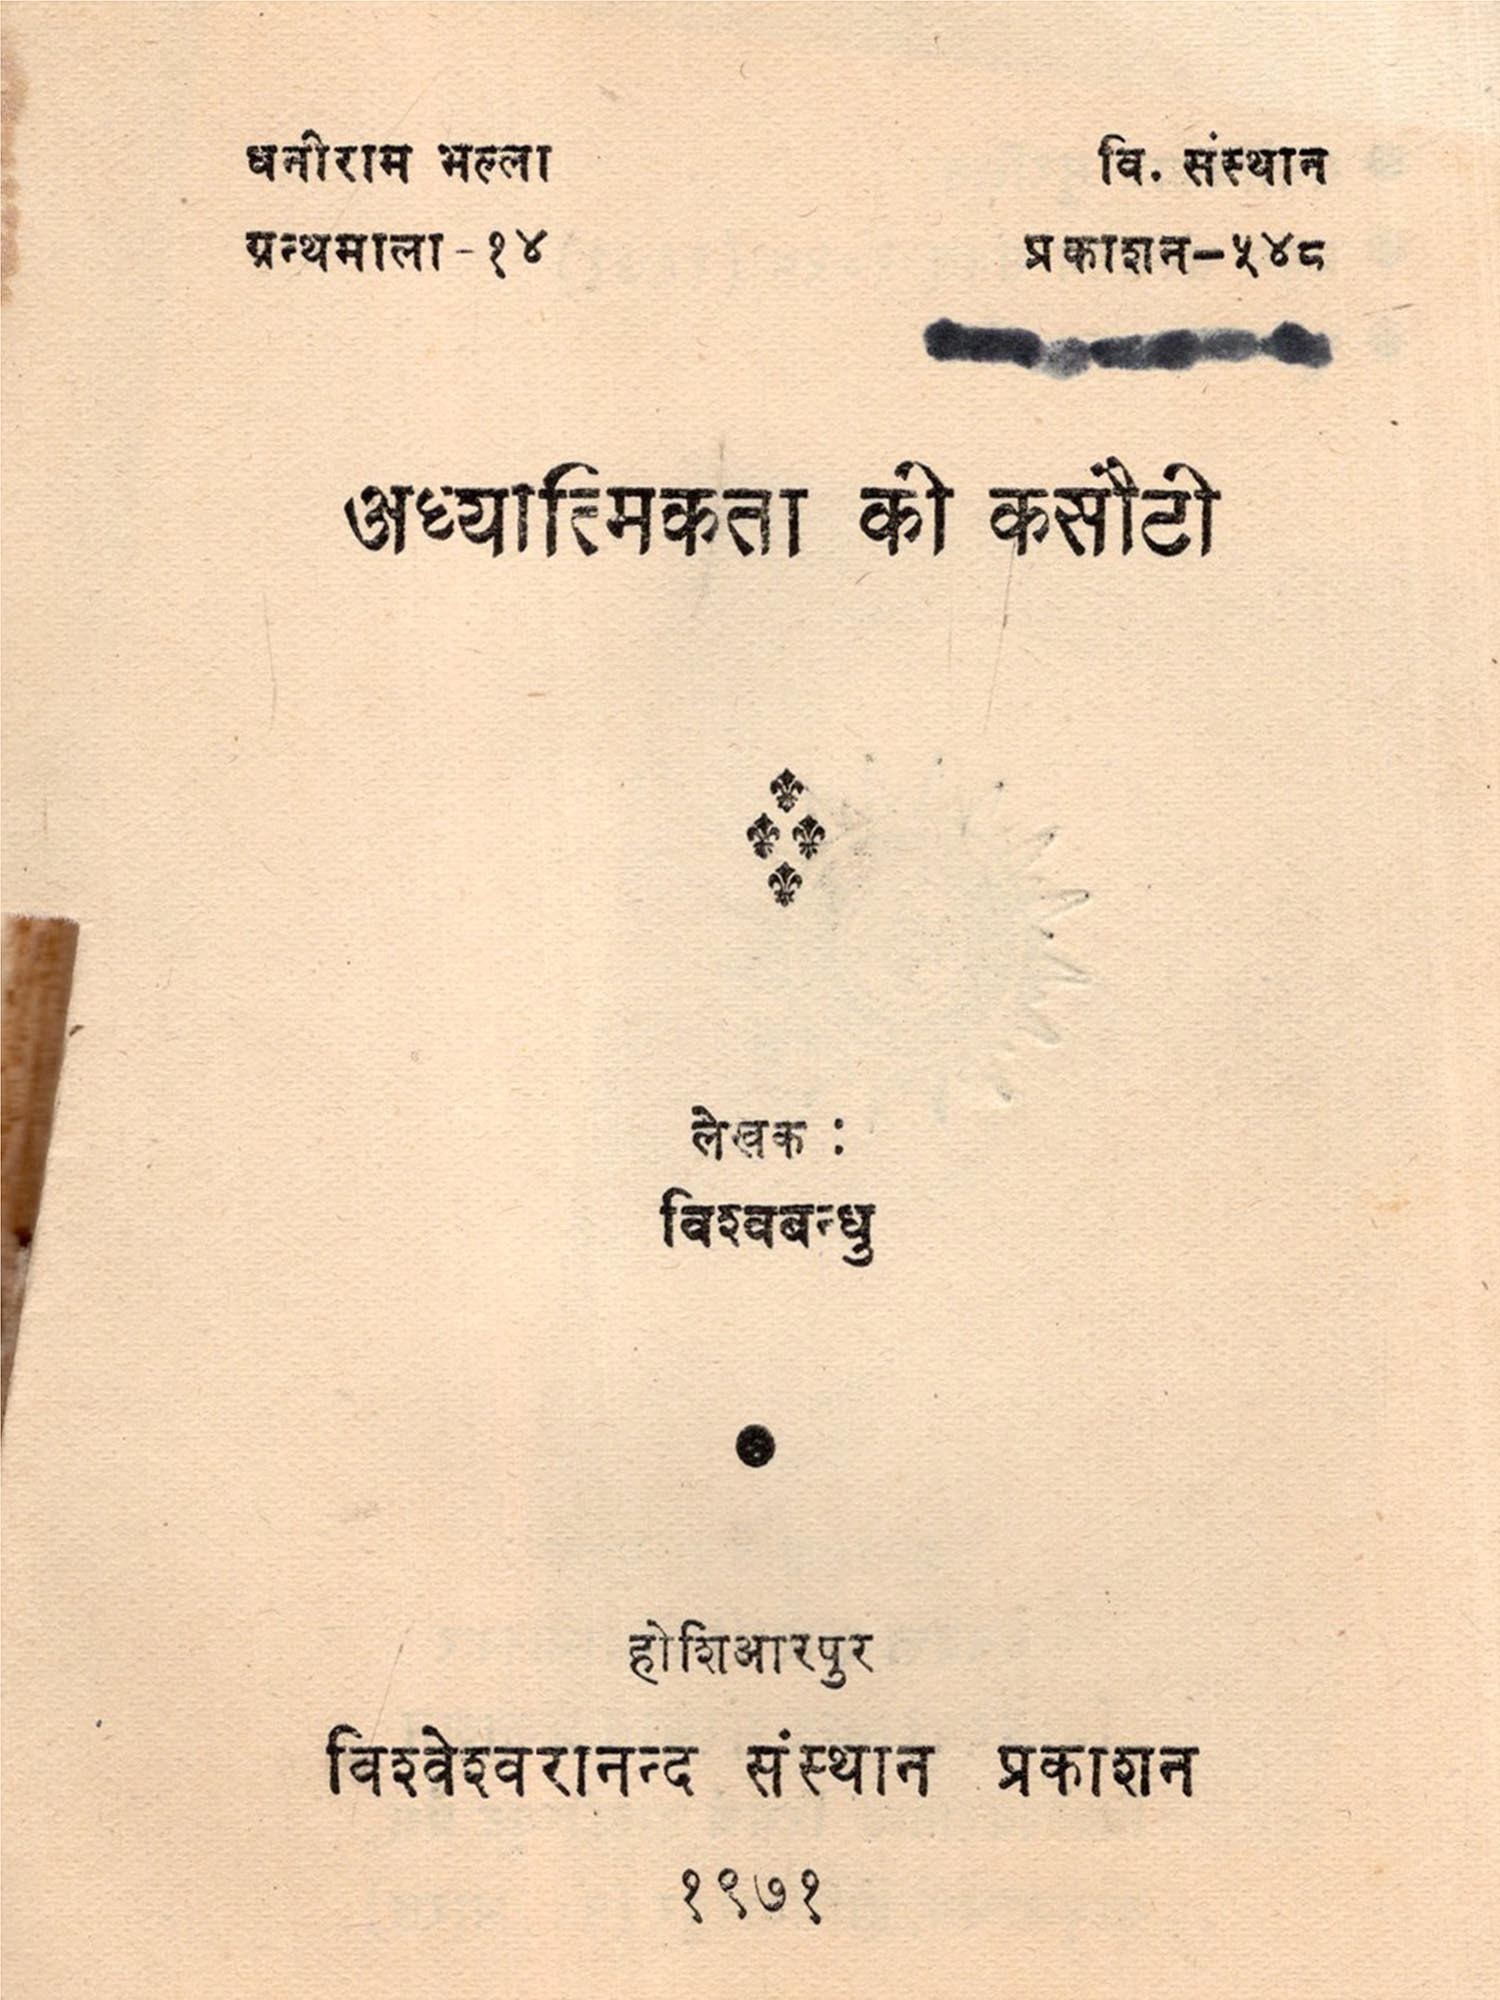 धनीराम भल्ला
ग्रन्थमाला-१४
वि. संस्थान
प्रकाशन-५४८
अध्यात्मिकता की कसौटी
लेखक :
विश्वबन्धु
होशिआरपुर
विश्वेश्वरानन्द संस्थान प्रकाशन
१९७१